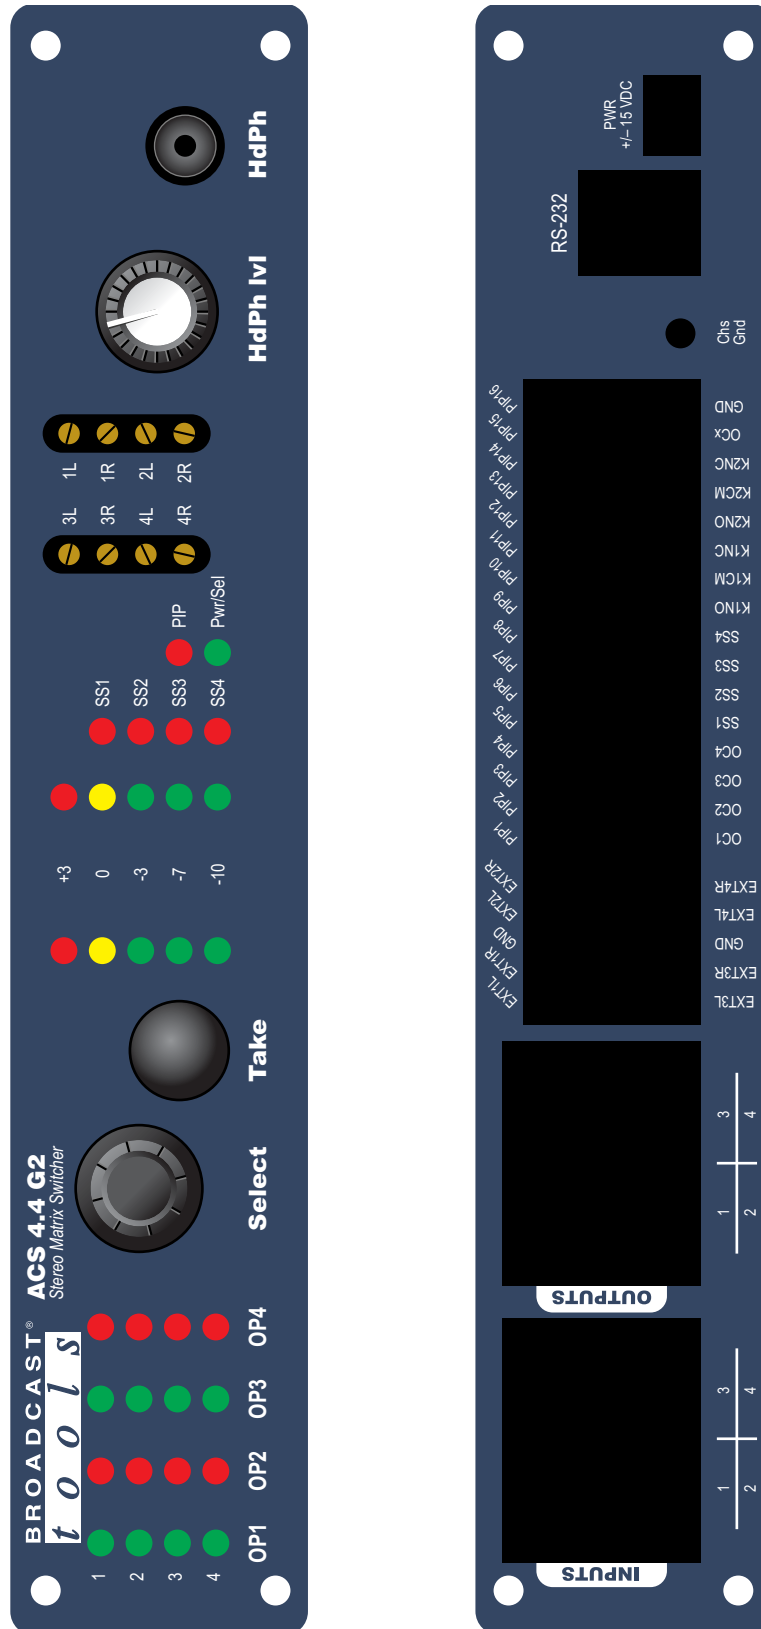 BROADCAST®
tools
ACS 4.4 G2
Stereo Matrix Switcher
1
2
3
4
OP1
OP2
OP3
OP4
Select
Take
+3
0
-3
-7
-10
SS1
SS2
SS3
SS4
PIP
Pwr/Sel
3L
3R
4L
4R
1L
1R
2L
2R
HdPh lvl
HdPh
PWR
+/– 15 VDC
RS-232
Chs
Gnd
PIP16
PIP15
PIP14
PIP13
PIP12
PIP11
PIP10
PIP9
PIP8
PIP7
PIP6
PIP5
PIP4
PIP3
PIP2
PIP1
EXT2R
EXT2L
GND
EXT1R
EXT1L
GND
OCx
K2NC
K2CM
K2NO
K1NC
K1CM
K1NO
SS4
SS3
SS2
SS1
OC4
OC3
OC2
OC1
EXT4R
EXT4L
GND
EXT3R
EXT3L
OUTPUTS
1
3
2
4
INPUTS
1
3
2
4